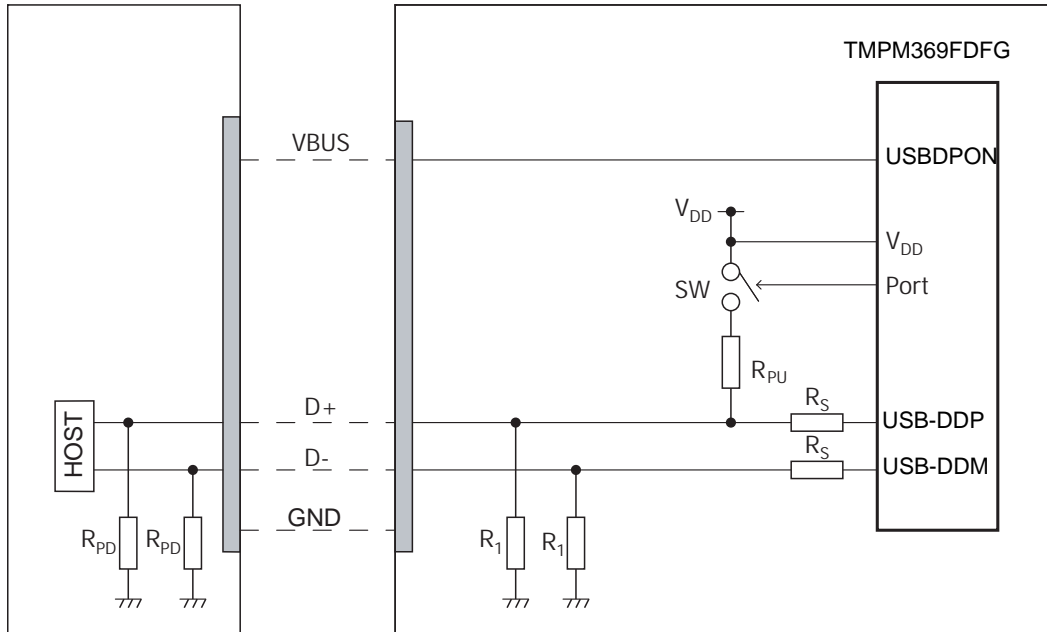 TMPM369FDFG
VBUS
USBDPON
VDD
VDD
SW
Port
RPU
HOST
D+
RS
USB-DDP
D-
RS
USB-DDM
GND
RPD
RPD
R1
R1